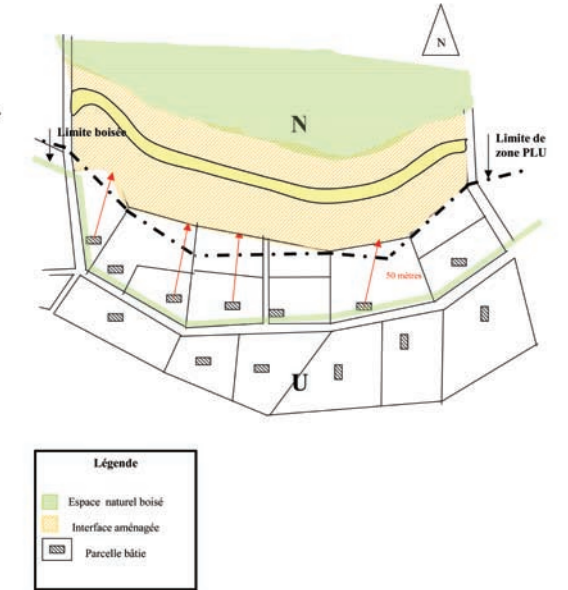 N
Limite boisée
N
Limite de
zone PLU
50 mètres
U
Légende
Espace naturel boisé
Interface aménagée
Parcelle bâtie